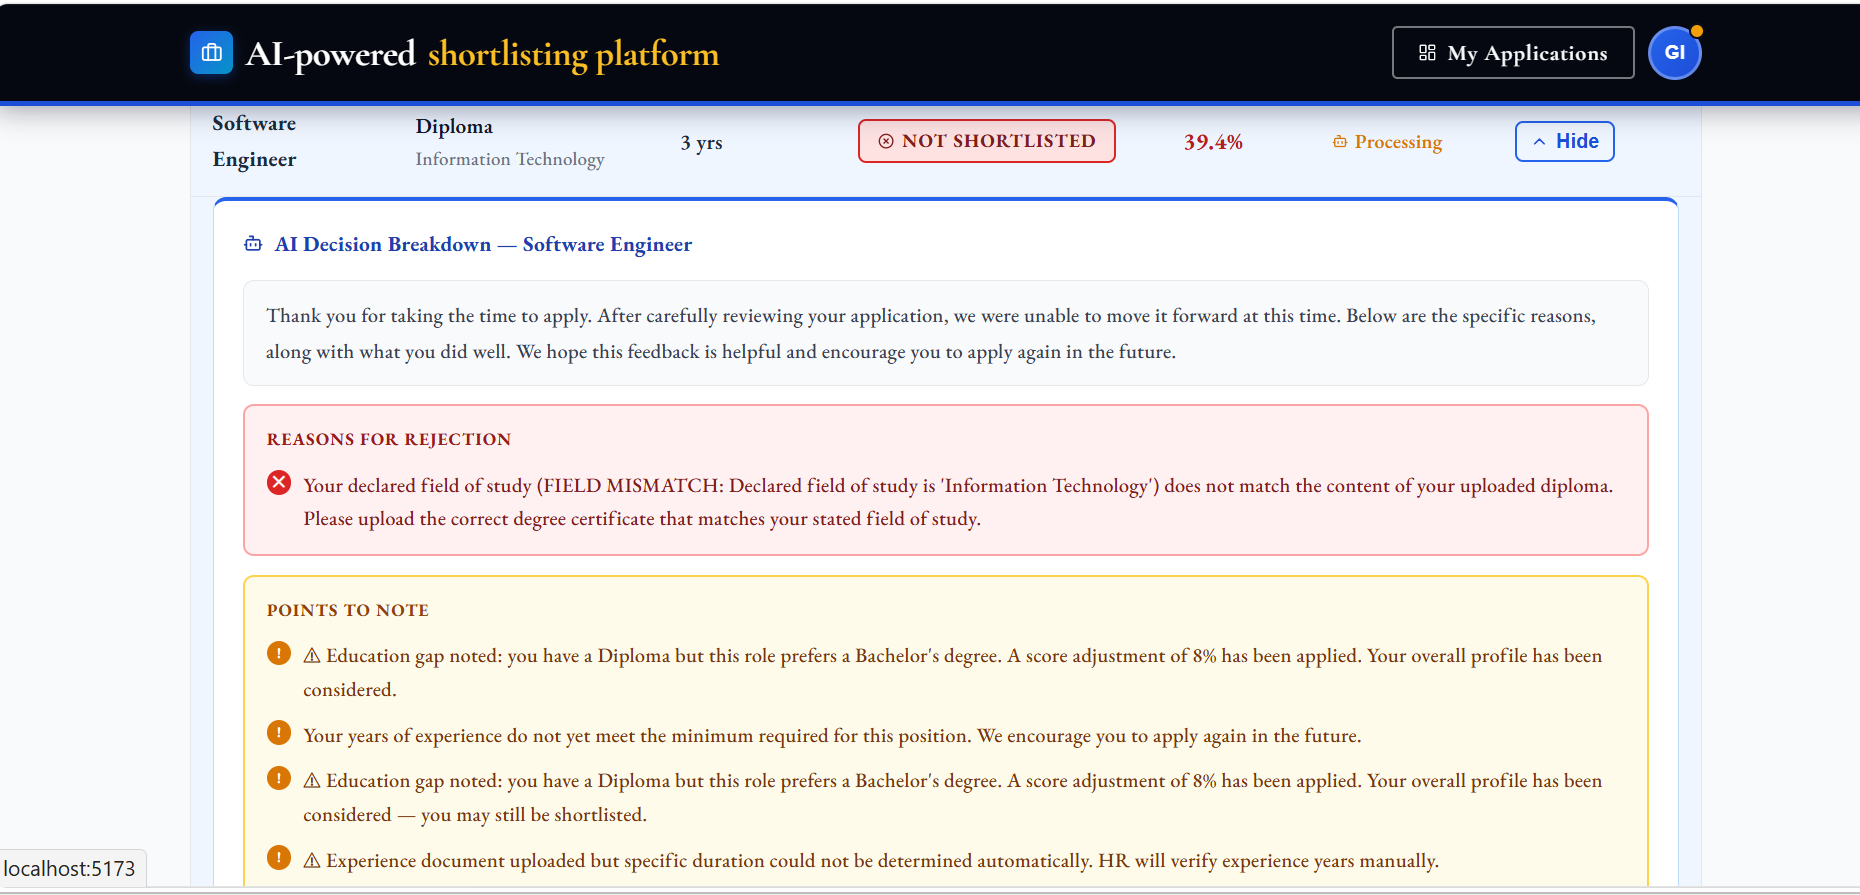 AI-powered shortlisting platform
My Applications
GI
Software
Engineer
Diploma
Information Technology
3 yrs
NOT SHORTLISTED
39.4%
Processing
Hide
AI Decision Breakdown — Software Engineer
Thank you for taking the time to apply. After carefully reviewing your application, we were unable to move it forward at this time. Below are the specific reasons,
along with what you did well. We hope this feedback is helpful and encourage you to apply again in the future.
REASONS FOR REJECTION
Your declared field of study (FIELD MISMATCH: Declared field of study is 'Information Technology') does not match the content of your uploaded diploma.
Please upload the correct degree certificate that matches your stated field of study.
POINTS TO NOTE
⚠ Education gap noted: you have a Diploma but this role prefers a Bachelor's degree. A score adjustment of 8% has been applied. Your overall profile has been
considered.
Your years of experience do not yet meet the minimum required for this position. We encourage you to apply again in the future.
⚠ Education gap noted: you have a Diploma but this role prefers a Bachelor's degree. A score adjustment of 8% has been applied. Your overall profile has been
considered — you may still be shortlisted.
⚠ Experience document uploaded but specific duration could not be determined automatically. HR will verify experience years manually.
localhost:5173